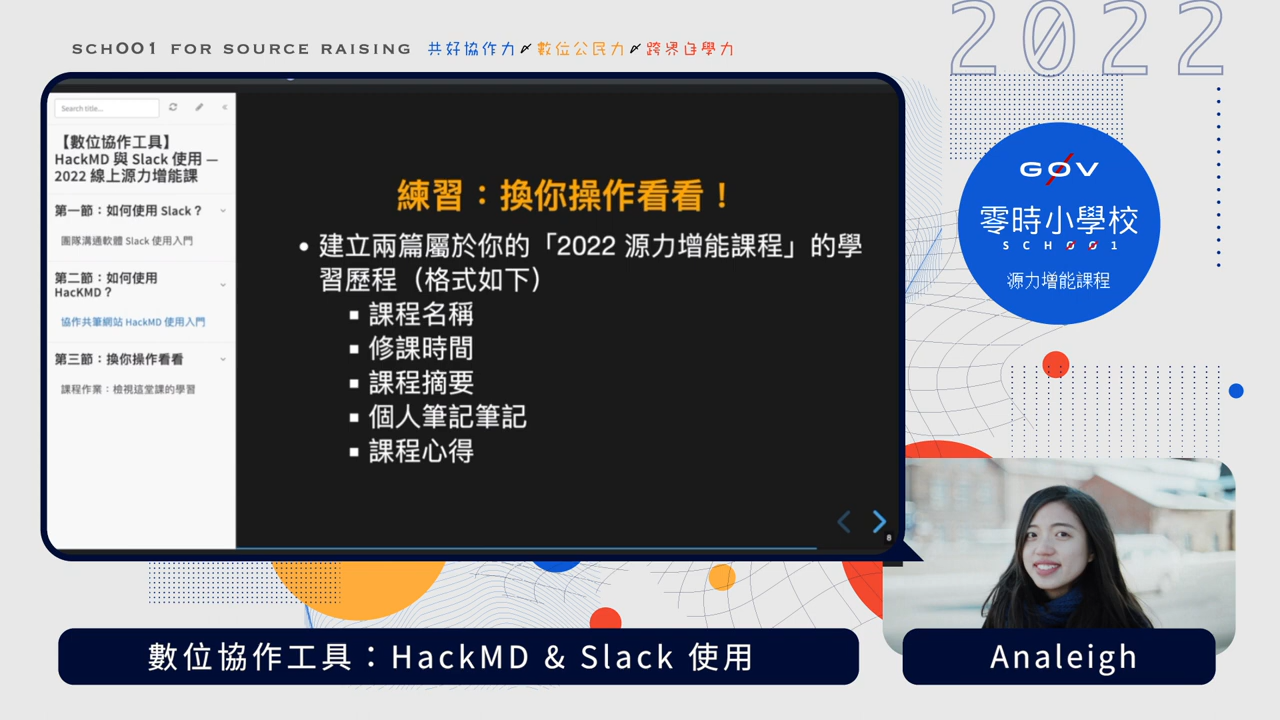 SCH001 FOR SOURCE RAISING 共好協作力 數位公民力 跨界自學力
2022
Search title...
【數位協作工具】
HackMD 與 Slack 使用 —
2022 線上源力增能課
第一節：如何使用 Slack？
團隊溝通軟體 Slack 使用入門
第二節：如何使用
HacKMD？
協作共筆網站 HackMD 使用入門
第三節：換你操作看看
課程作業：檢視這堂課的學習
練習：換你操作看看！
建立兩篇屬於你的「2022 源力增能課程」的學
習歷程（格式如下）
課程名稱
修課時間
課程摘要
個人筆記筆記
課程心得
8
GOV
零時小學校
SCH001
源力增能課程
數位協作工具：HackMD & Slack 使用
Analeigh